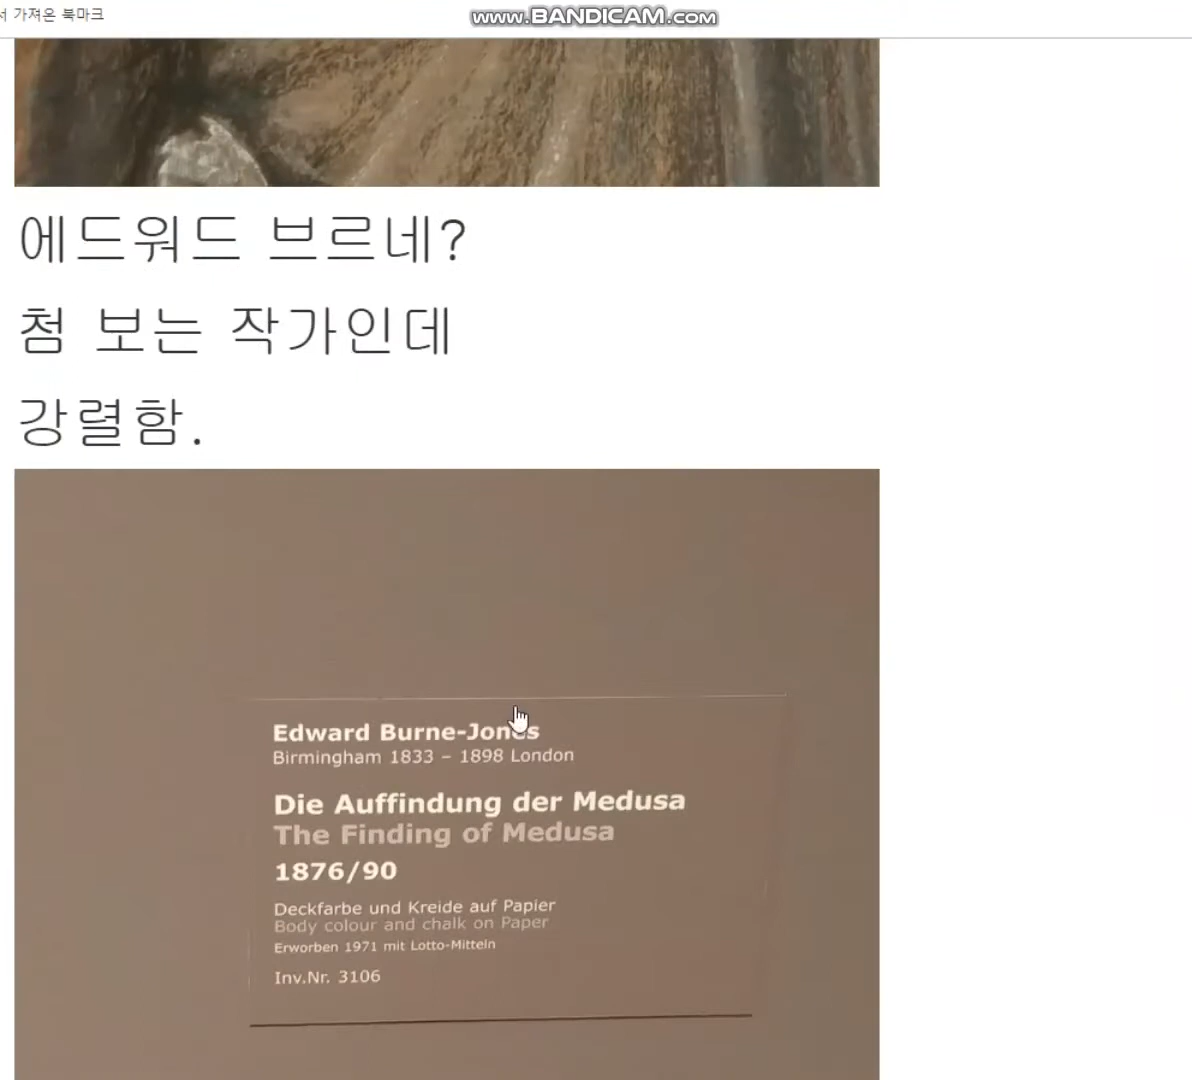 서 가져온 북마크
www.BANDICAM.com
에드워드 브르네?
첨 보는 작가인데
강렬함.
Edward Burne-Jones
Birmingham 1833 – 1898 London
Die Auffindung der Medusa
The Finding of Medusa
1876/90
Deckfarbe und Kreide auf Papier
Body colour and chalk on Paper
Erworben 1971 mit Lotto-Mitteln
Inv.Nr. 3106